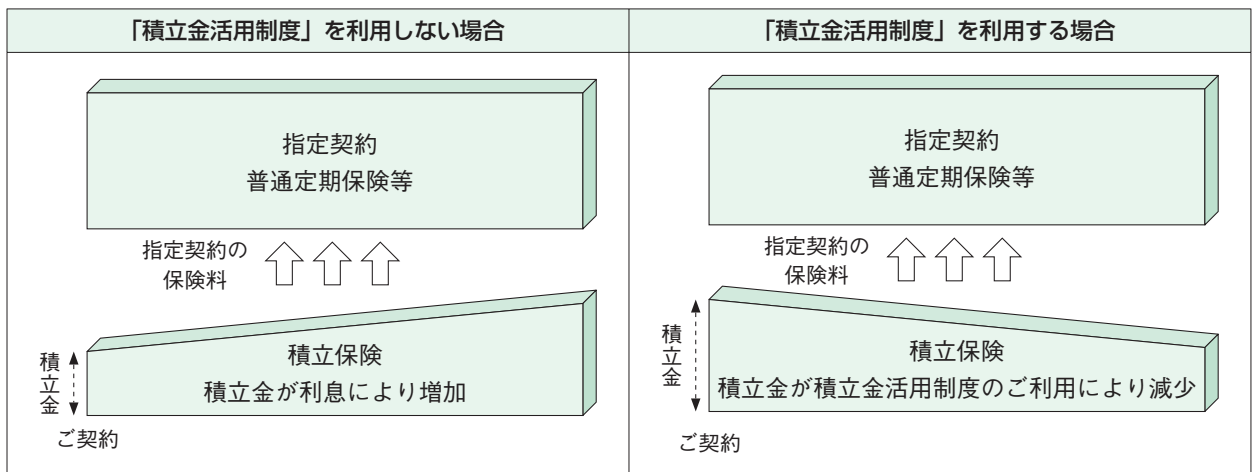 「積立金活用制度」を利用しない場合
指定契約
普通定期保険等
指定契約の
保険料
積立金
積立保険
積立金が利息により増加
ご契約
「積立金活用制度」を利用する場合
指定契約
普通定期保険等
指定契約の
保険料
積立金
積立保険
積立金が積立金活用制度のご利用により減少
ご契約